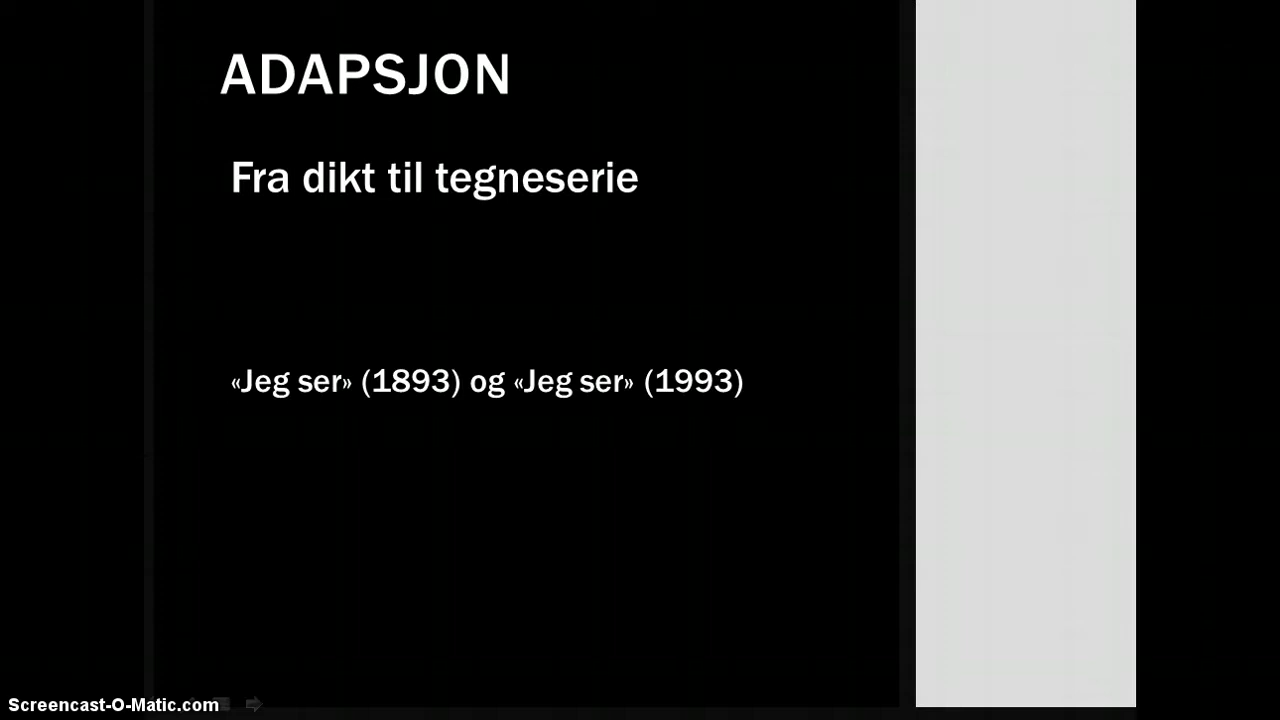 ADAPSJON
Fra dikt til tegneserie
«Jeg ser» (1893) og «Jeg ser» (1993)
Screencast-O-Matic.com